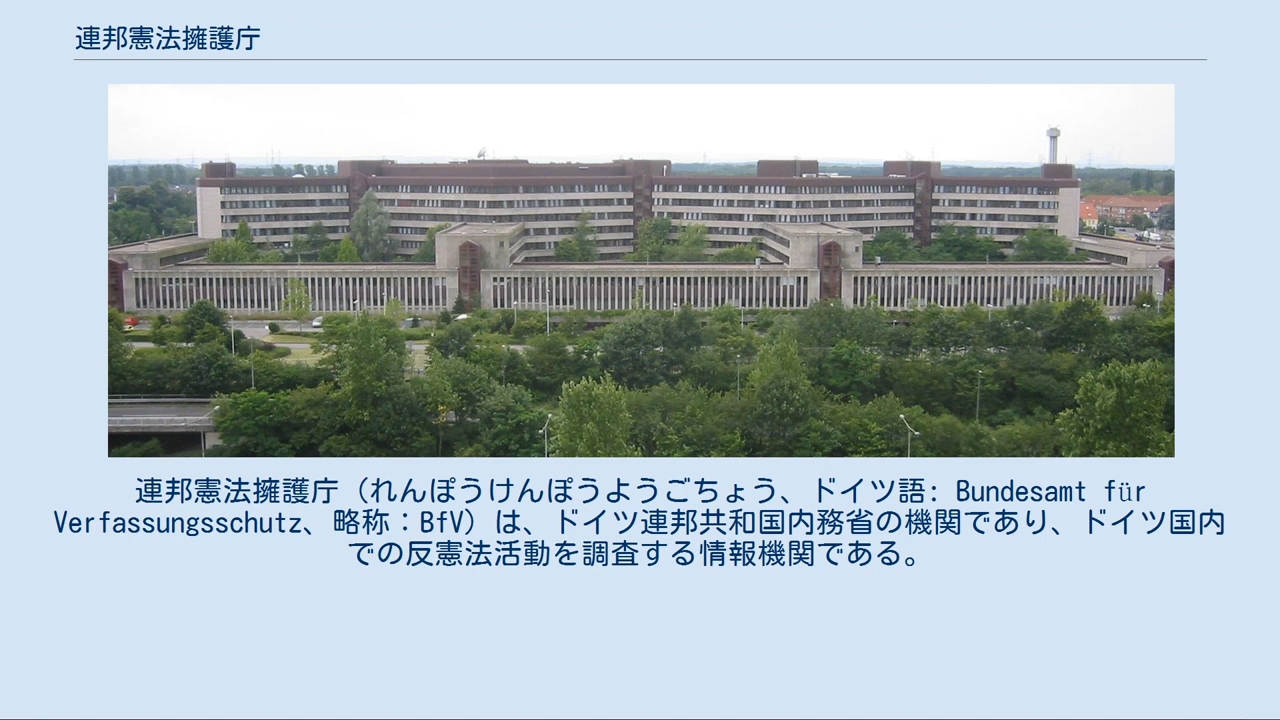 連邦憲法擁護庁
連邦憲法擁護庁（れんぽうけんぽうようごちょう、ドイツ語: Bundesamt für
Verfassungsschutz、略称：BfV）は、ドイツ連邦共和国内務省の機関であり、ドイツ国内
での反憲法活動を調査する情報機関である。